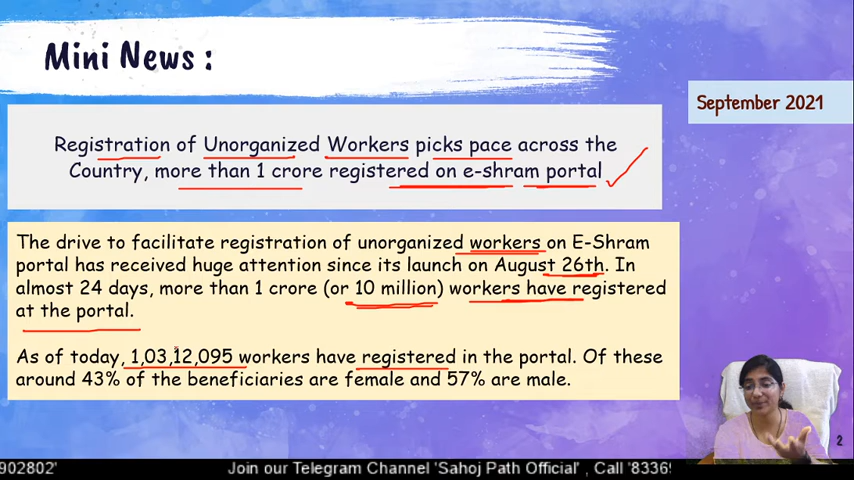 Mini News :
September 2021
Registration of Unorganized Workers picks pace across the
Country, more than 1 crore registered on e-shram portal
The drive to facilitate registration of unorganized workers on E-Shram
portal has received huge attention since its launch on August 26th. In
almost 24 days, more than 1 crore (or 10 million) workers have registered
at the portal.
As of today, 1,03,12,095 workers have registered in the portal. Of these
around 43% of the beneficiaries are female and 57% are male.
2
902802' Join our Telegram Channel 'Sahoj Path Official' , Call '8336